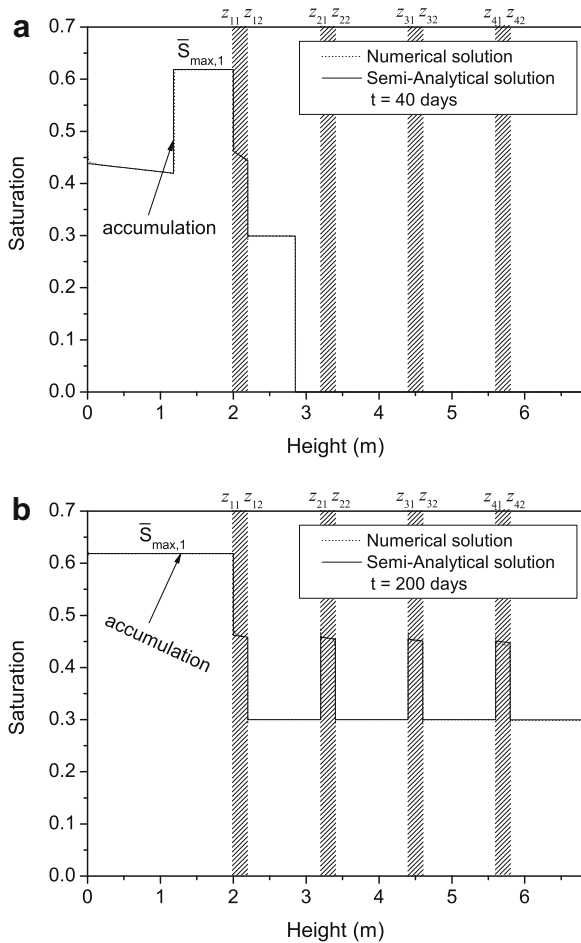 a
z11 z12 z21 z22 z31 z32 z41 z42
0.7
0.6
0.5
0.4
0.3
0.2
0.1
0.0
Saturation
S̅max,1
accumulation
Numerical solution
Semi-Analytical solution
t = 40 days
0 1 2 3 4 5 6
Height (m)
b
z11 z12 z21 z22 z31 z32 z41 z42
0.7
0.6
0.5
0.4
0.3
0.2
0.1
0.0
Saturation
S̅max,1
accumulation
Numerical solution
Semi-Analytical solution
t = 200 days
0 1 2 3 4 5 6
Height (m)